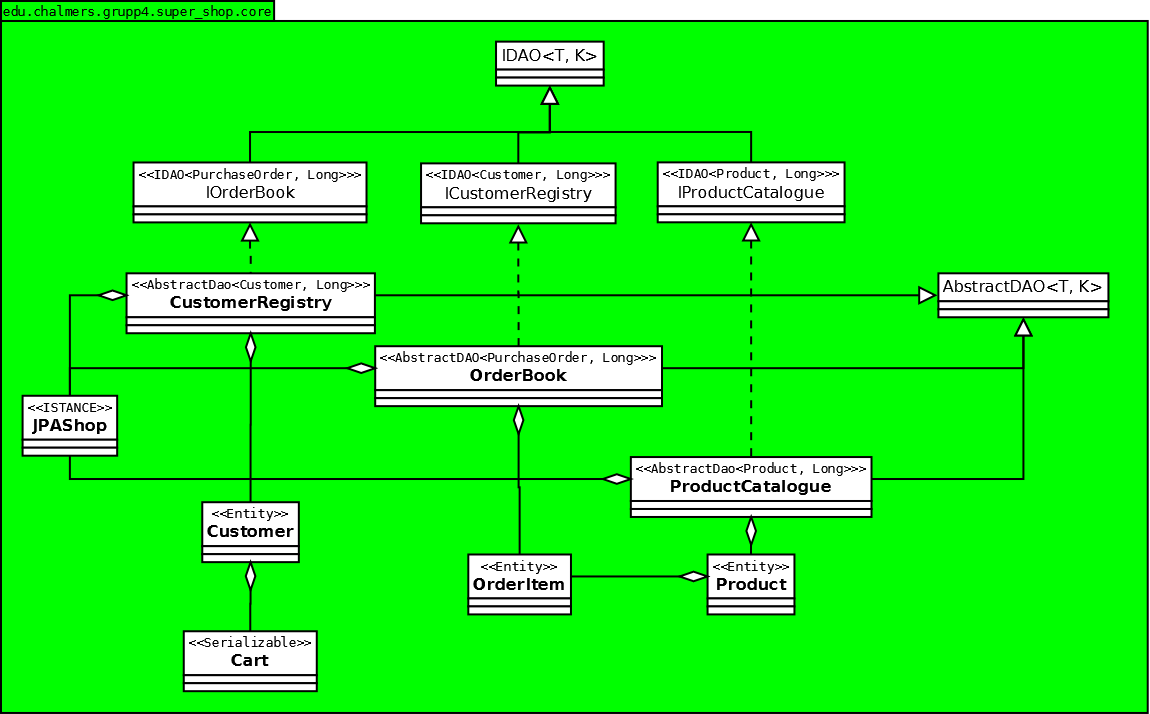 edu.chalmers.grupp4.super_shop.core
IDAO<T, K>
<<IDAO<PurchaseOrder, Long>>>
IOrderBook
<<IDAO<Customer, Long>>>
ICustomerRegistry
<<IDAO<Product, Long>>>
IProductCatalogue
<<AbstractDao<Customer, Long>>>
CustomerRegistry
AbstractDAO<T, K>
<<AbstractDAO<PurchaseOrder, Long>>>
OrderBook
<<ISTANCE>>
JPAShop
<<AbstractDao<Product, Long>>>
ProductCatalogue
<<Entity>>
Customer
<<Entity>>
OrderItem
<<Entity>>
Product
<<Serializable>>
Cart